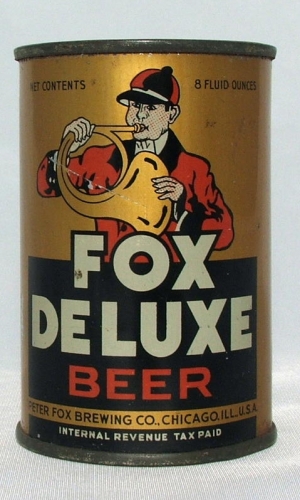 NET CONTENTS 8 FLUID OUNCES
FOX
DELUXE
BEER
PETER FOX BREWING CO., CHICAGO, ILL., U.S.A.
INTERNAL REVENUE TAX PAID